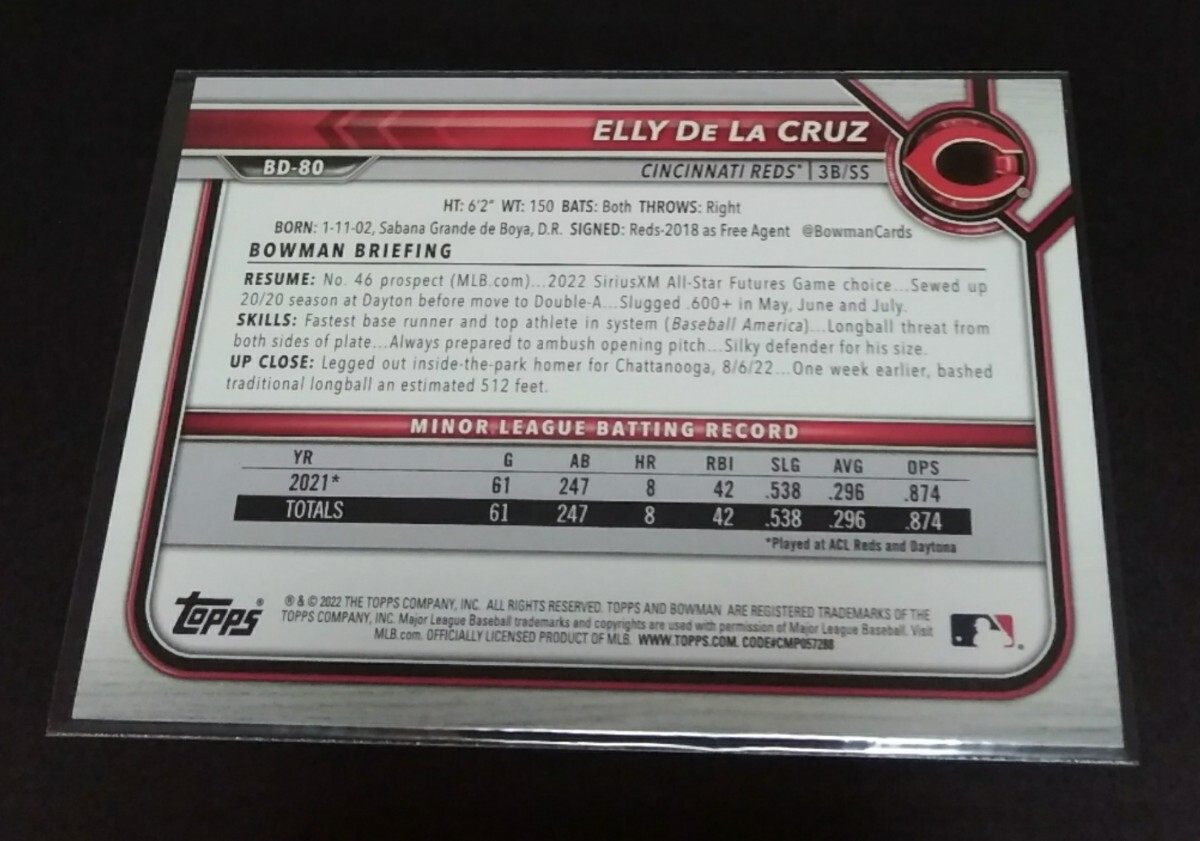 ELLY DE LA CRUZ
BD-80
CINCINNATI REDS* | 3B/SS
HT: 6'2" WT: 150 BATS: Both THROWS: Right
BORN: 1-11-02, Sabana Grande de Boya, D.R. SIGNED: Reds-2018 as Free Agent @BowmanCards
BOWMAN BRIEFING
RESUME: No. 46 prospect (MLB.com)...2022 SiriusXM All-Star Futures Game choice...Sewed up
20/20 season at Dayton before move to Double-A...Slugged .600+ in May, June and July.
SKILLS: Fastest base runner and top athlete in system (Baseball America)...Longball threat from
both sides of plate...Always prepared to ambush opening pitch...Silky defender for his size.
UP CLOSE: Legged out inside-the-park homer for Chattanooga, 8/6/22...One week earlier, bashed
traditional longball an estimated 512 feet.
MINOR LEAGUE BATTING RECORD
YR G AB HR RBI SLG AVG OPS
2021* 61 247 8 42 .538 .296 .874
TOTALS 61 247 8 42 .538 .296 .874
*Played at ACL Reds and Daytona
TOPPS®
® & © 2022 THE TOPPS COMPANY, INC. ALL RIGHTS RESERVED. TOPPS AND BOWMAN ARE REGISTERED TRADEMARKS OF THE
TOPPS COMPANY, INC. Major League Baseball trademarks and copyrights are used with permission of Major League Baseball. Visit
MLB.com. OFFICIALLY LICENSED PRODUCT OF MLB. WWW.TOPPS.COM. CODE#CMP057288